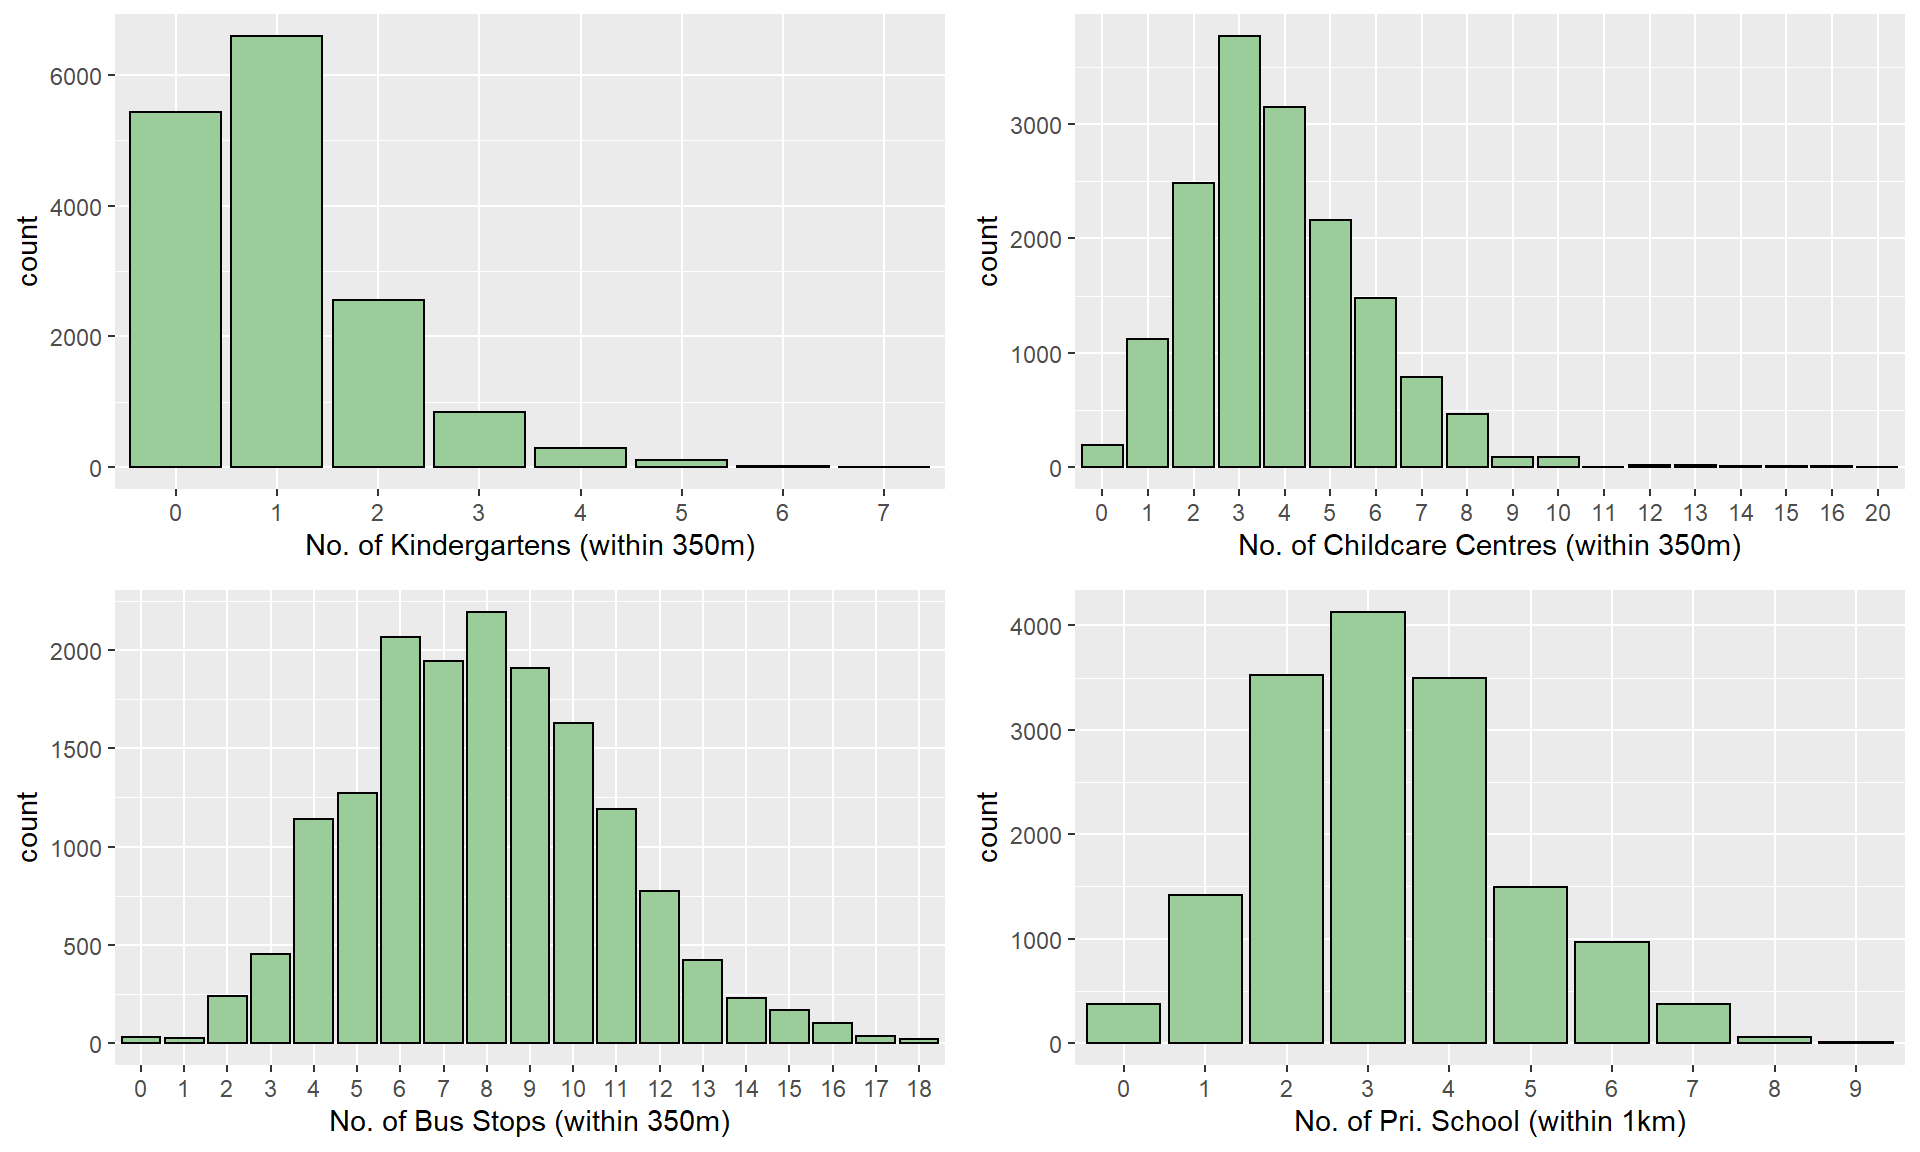 count
6000
4000
2000
0
0 1 2 3 4 5 6 7
No. of Kindergartens (within 350m)
count
3000
2000
1000
0
0 1 2 3 4 5 6 7 8 9 10 11 12 13 14 15 16 20
No. of Childcare Centres (within 350m)
count
2000
1500
1000
500
0
0 1 2 3 4 5 6 7 8 9 10 11 12 13 14 15 16 17 18
No. of Bus Stops (within 350m)
count
4000
3000
2000
1000
0
0 1 2 3 4 5 6 7 8 9
No. of Pri. School (within 1km)